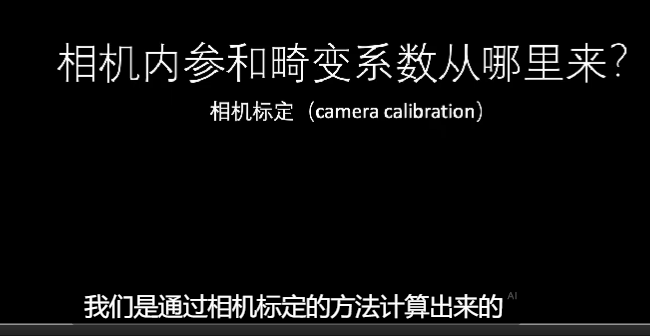 相机内参和畸变系数从哪里来？
相机标定（camera calibration）
我们是通过相机标定的方法计算出来的
AI